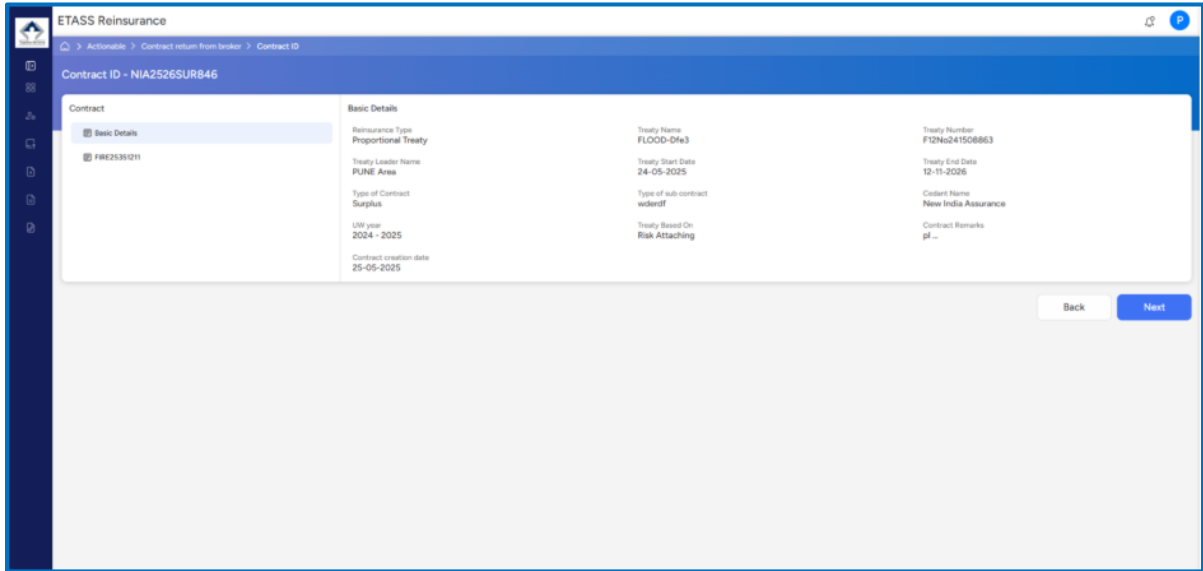 ETASS Reinsurance
P
> Actionable > Contract return from broker > Contract ID
Contract ID - NIA2526SUR846
Contract
Basic Details
FIRE25351211
Basic Details
Reinsurance Type
Proportional Treaty
Treaty Name
FLOOD-Dfe3
Treaty Number
F12No241508863
Treaty Leader Name
PUNE Area
Treaty Start Date
24-05-2025
Treaty End Date
12-11-2026
Type of Contract
Surplus
Type of sub contract
wderdf
Cedant Name
New India Assurance
UW year
2024 - 2025
Treaty Based On
Risk Attaching
Contract Remarks
pl ...
Contract creation date
25-05-2025
Back
Next